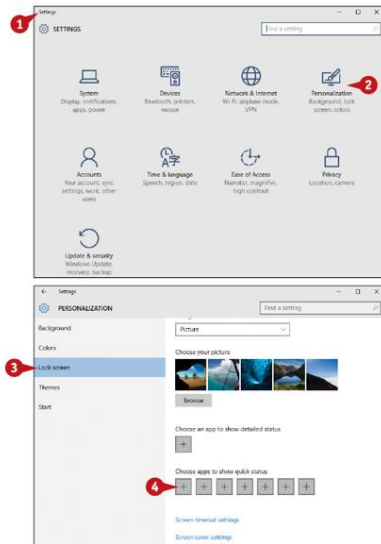 1
Settings
SETTINGS
Find a setting
System
Display, notifications,
apps, power
Devices
Bluetooth, printers,
mouse
Network & Internet
Wi-Fi, airplane mode,
VPN
Personalization
Background, lock
screen, colors
2
Accounts
Your account, sync
settings, work, other
users
Time & language
Speech, region, date
Ease of Access
Narrator, magnifier,
high contrast
Privacy
Location, camera
Update & security
Windows Update,
recovery, backup
Settings
PERSONALIZATION
Find a setting
Background
Colors
3
Lock screen
Themes
Start
Picture
Choose your picture
Browse
Choose an app to show detailed status
Choose apps to show quick status
4
Screen timeout settings
Screen saver settings